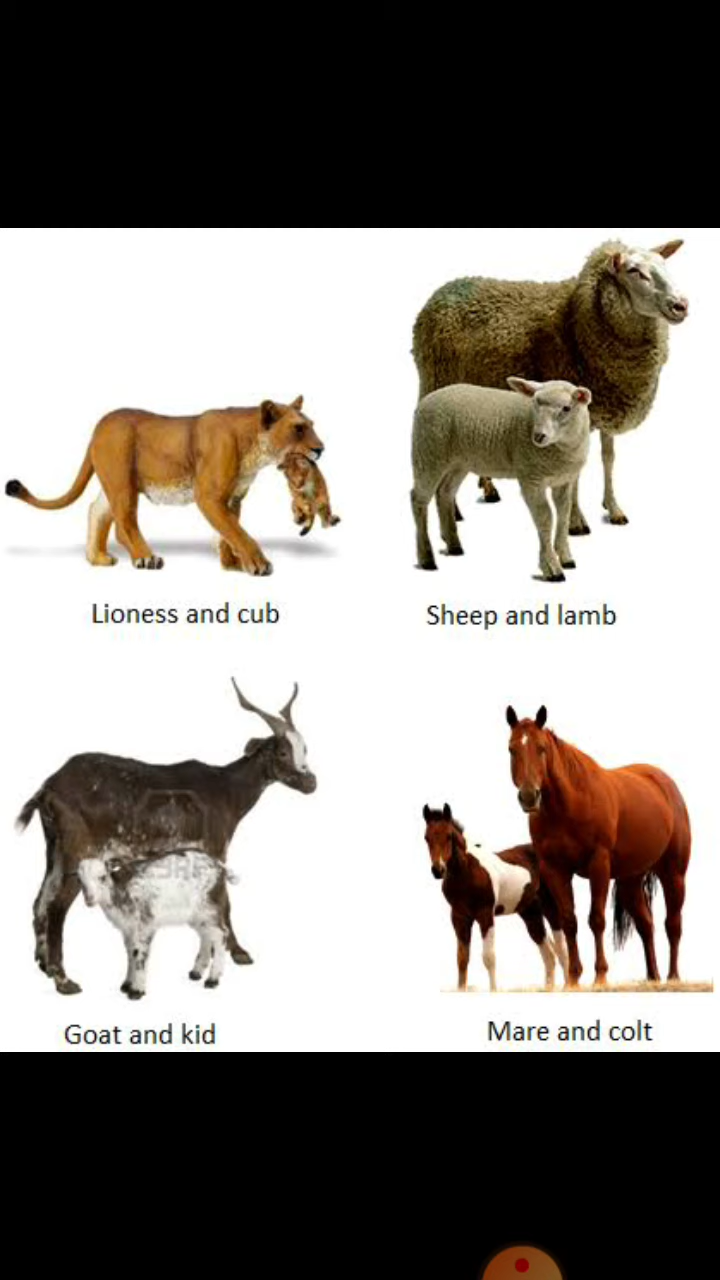 Lioness and cub
Sheep and lamb
Goat and kid
Mare and colt